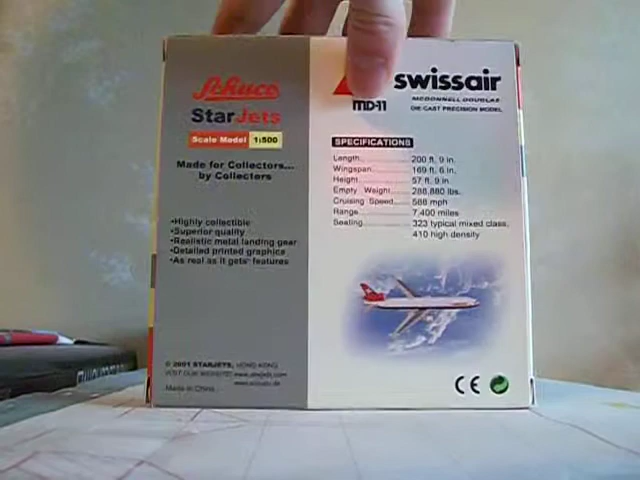 Schuco
StarJets
Scale Model 1:500
Made for Collectors...
by Collectors
•Highly collectible
•Superior quality
•Realistic metal landing gear
•Detailed printed graphics
•As real as it gets' features
© 2001 STARJETS, HONG KONG
VISIT OUR WEBSITE! www.starjets.com
www.schuco.de
Made in China
swissair
MD-11
MCDONNELL DOUGLAS
DIE CAST PRECISION MODEL
SPECIFICATIONS
Length.................. 200 ft. 9 in.
Wingspan............. 169 ft. 6 in.
Height................... 57 ft. 9 in.
Empty Weight...... 288,880 lbs.
Cruising Speed.... 588 mph
Range................... 7,400 miles
Seating................. 323 typical mixed class,
410 high density
CE